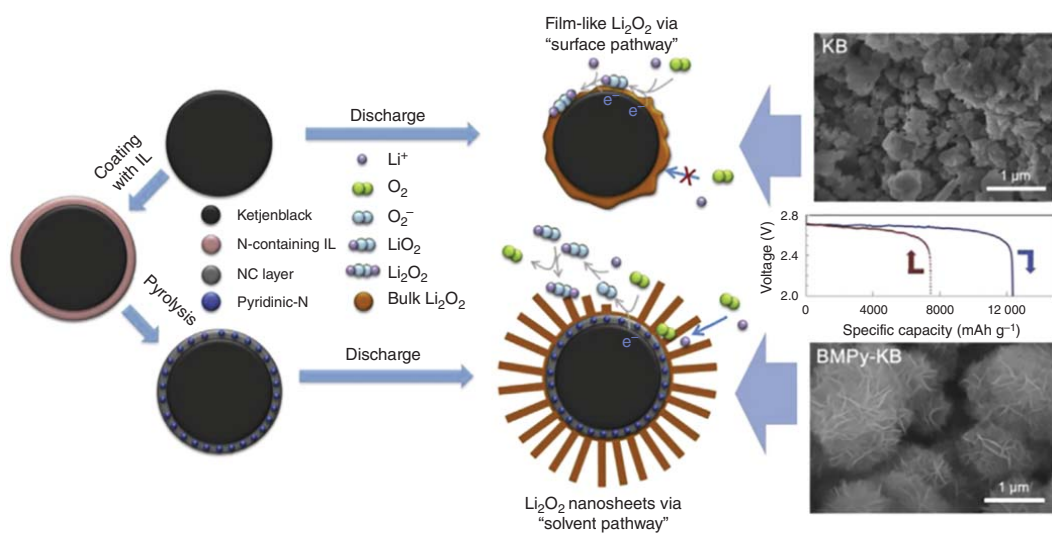 Film-like Li₂O₂ via
“surface pathway”
KB
1 μm
e⁻
e⁻
Discharge
Coating
with IL
Li⁺
O₂
O₂⁻
LiO₂
Li₂O₂
Bulk Li₂O₂
Ketjenblack
N-containing IL
NC layer
Pyridinic-N
Pyrolysis
Discharge
e⁻
Voltage (V)
2.8
2.4
2.0
0
4000
8000
12 000
Specific capacity (mAh g⁻¹)
BMPy-KB
1 μm
Li₂O₂ nanosheets via
“solvent pathway”